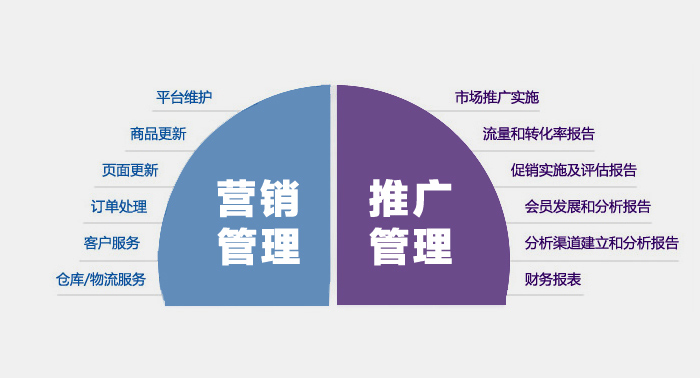 平台维护
商品更新
页面更新
订单处理
客户服务
仓库/物流服务
营销
管理
推广
管理
市场推广实施
流量和转化率报告
促销实施及评估报告
会员发展和分析报告
分析渠道建立和分析报告
财务报表